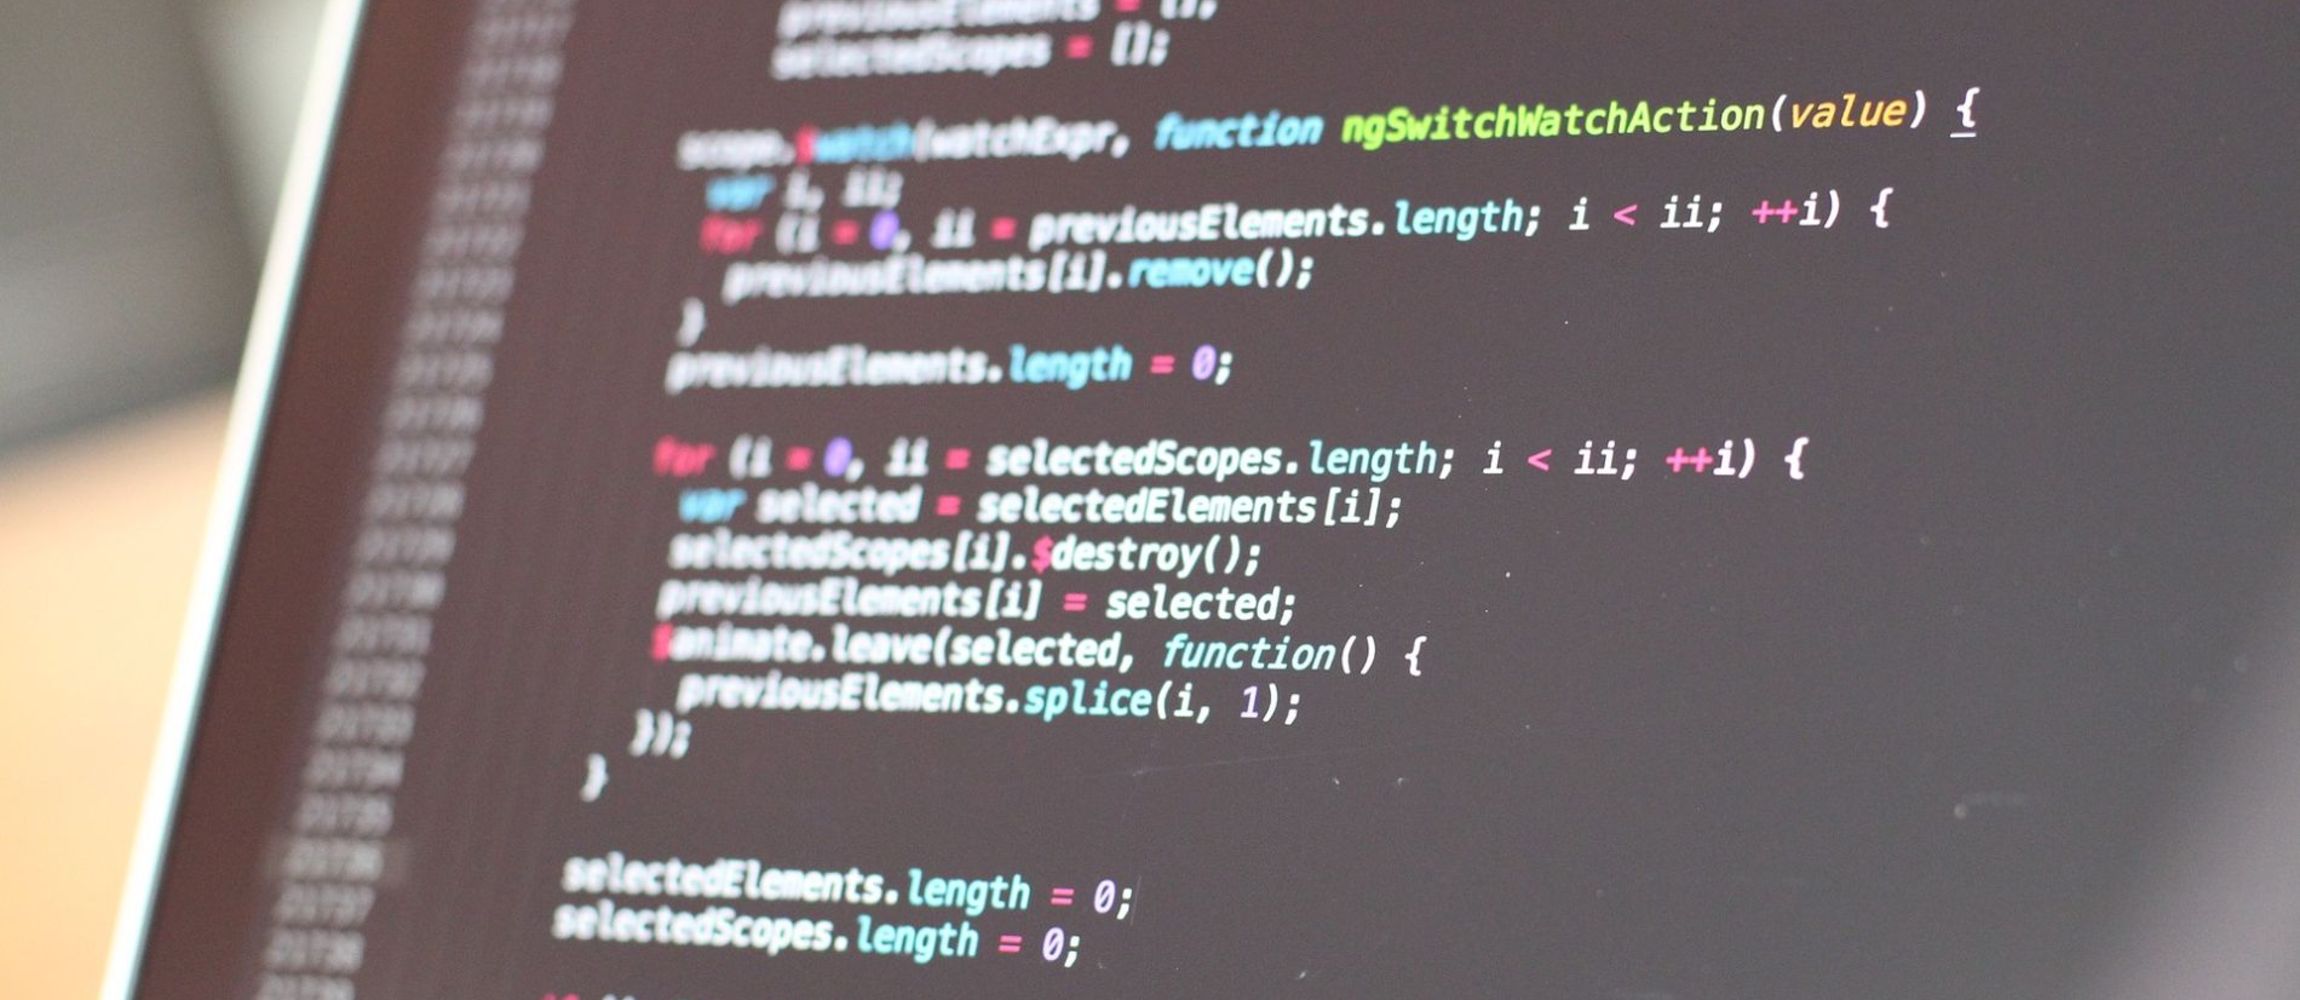 previousElements = [],
selectedScopes = [];
scope.$watch(watchExpr, function ngSwitchWatchAction(value) {
var i, ii;
for (i = 0, ii = previousElements.length; i < ii; ++i) {
previousElements[i].remove();
}
previousElements.length = 0;
for (i = 0, ii = selectedScopes.length; i < ii; ++i) {
var selected = selectedElements[i];
selectedScopes[i].$destroy();
previousElements[i] = selected;
$animate.leave(selected, function() {
previousElements.splice(i, 1);
});
}
selectedElements.length = 0;
selectedScopes.length = 0;